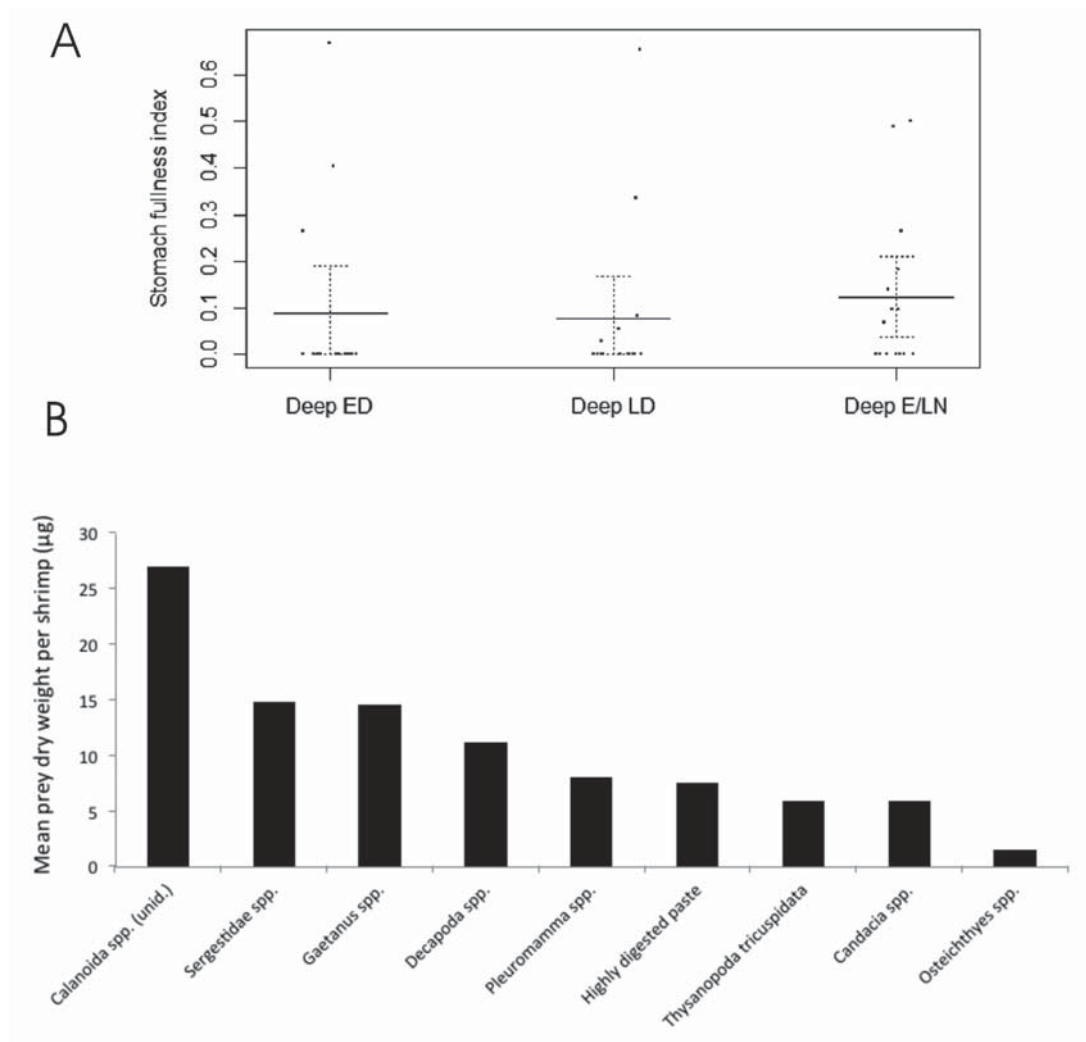 A
Stomach fullness index
0.6
0.5
0.4
0.3
0.2
0.1
0.0
Deep ED
Deep LD
Deep E/LN
B
Mean prey dry weight per shrimp (µg)
30
25
20
15
10
5
0
Calanoida spp. (unid.)
Sergestidae spp.
Gaetanus spp.
Decapoda spp.
Pleuromamma spp.
Highly digested paste
Thysanopoda tricuspidata
Candacia spp.
Osteichthyes spp.